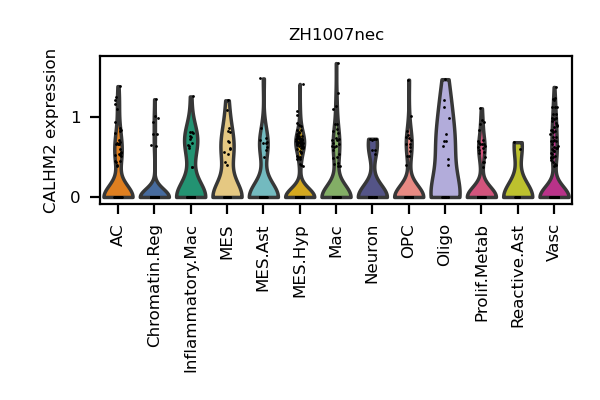 ZH1007nec
CALHM2 expression
1
0
AC
Chromatin.Reg
Inflammatory.Mac
MES
MES.Ast
MES.Hyp
Mac
Neuron
OPC
Oligo
Prolif.Metab
Reactive.Ast
Vasc